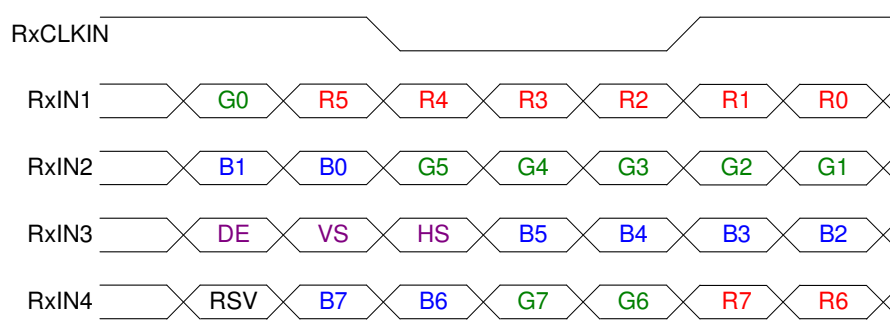 RxCLKIN
RxIN1 G0 R5 R4 R3 R2 R1 R0
RxIN2 B1 B0 G5 G4 G3 G2 G1
RxIN3 DE VS HS B5 B4 B3 B2
RxIN4 RSV B7 B6 G7 G6 R7 R6